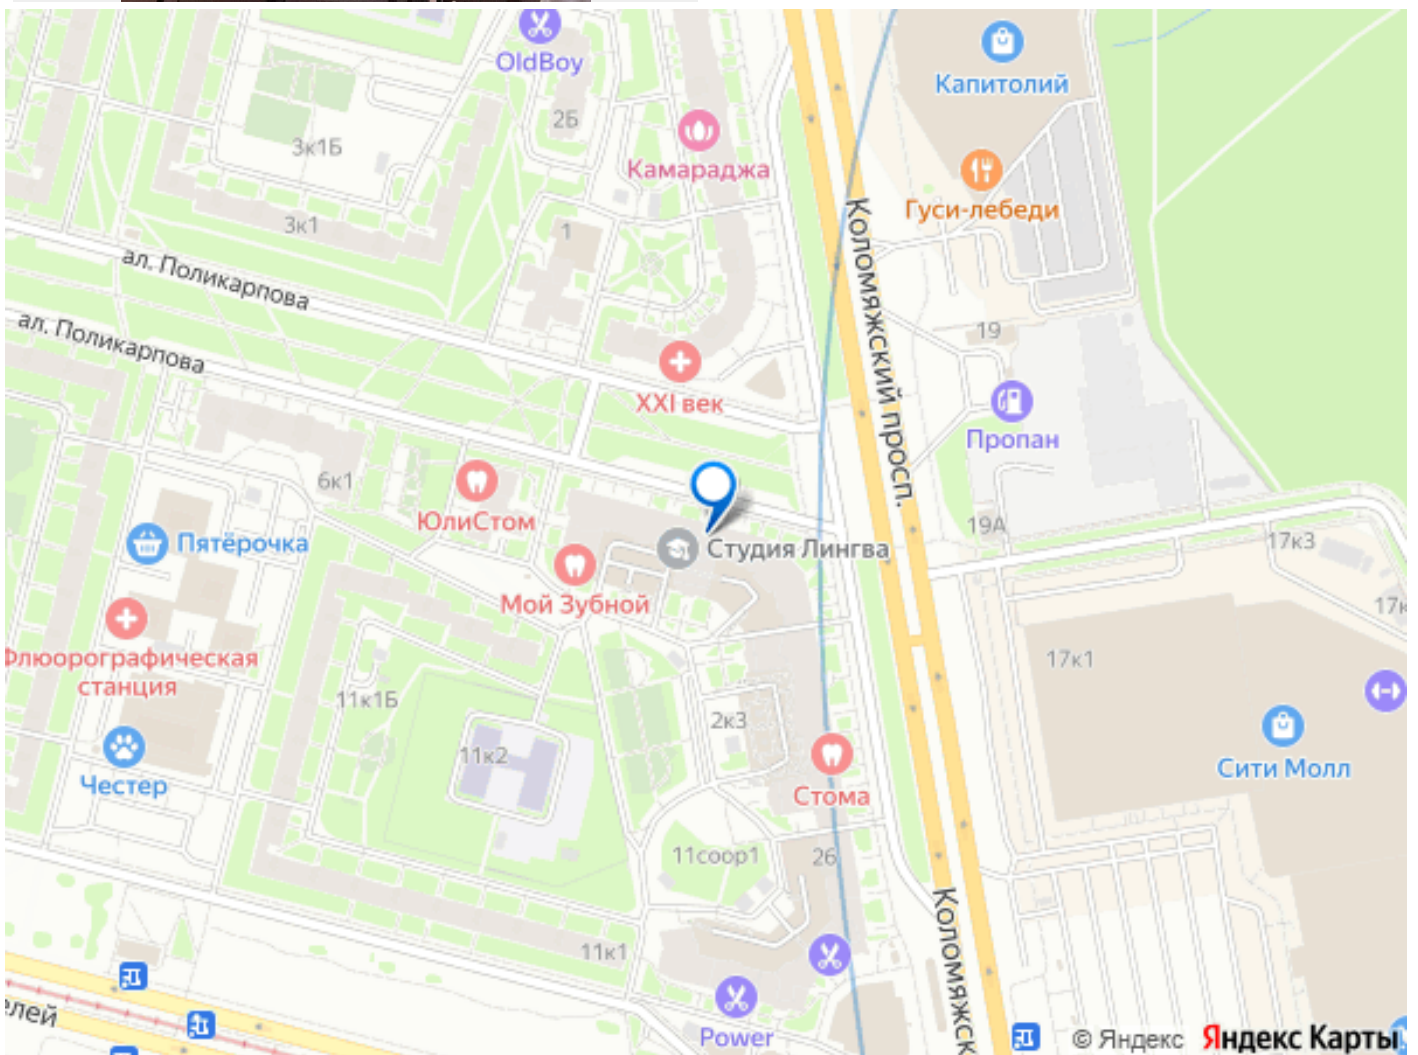 OldBoy
Капитолий
2Б
3к1Б
Камараджа
Гуси-лебеди
3к1
1
ал. Поликарпова
Коломяжский просп.
ал. Поликарпова
19
XXI век
Пропан
6к1
ЮлиСтом
19А
Пятёрочка
Студия Лингва
17к3
Мой Зубной
17к
Флюорографическая
станция
17к1
11к1Б
2к3
11к2
Сити Молл
Честер
Стома
11соор1
26
Коломяжск
11к1
елей
Power
© Яндекс Яндекс Карты